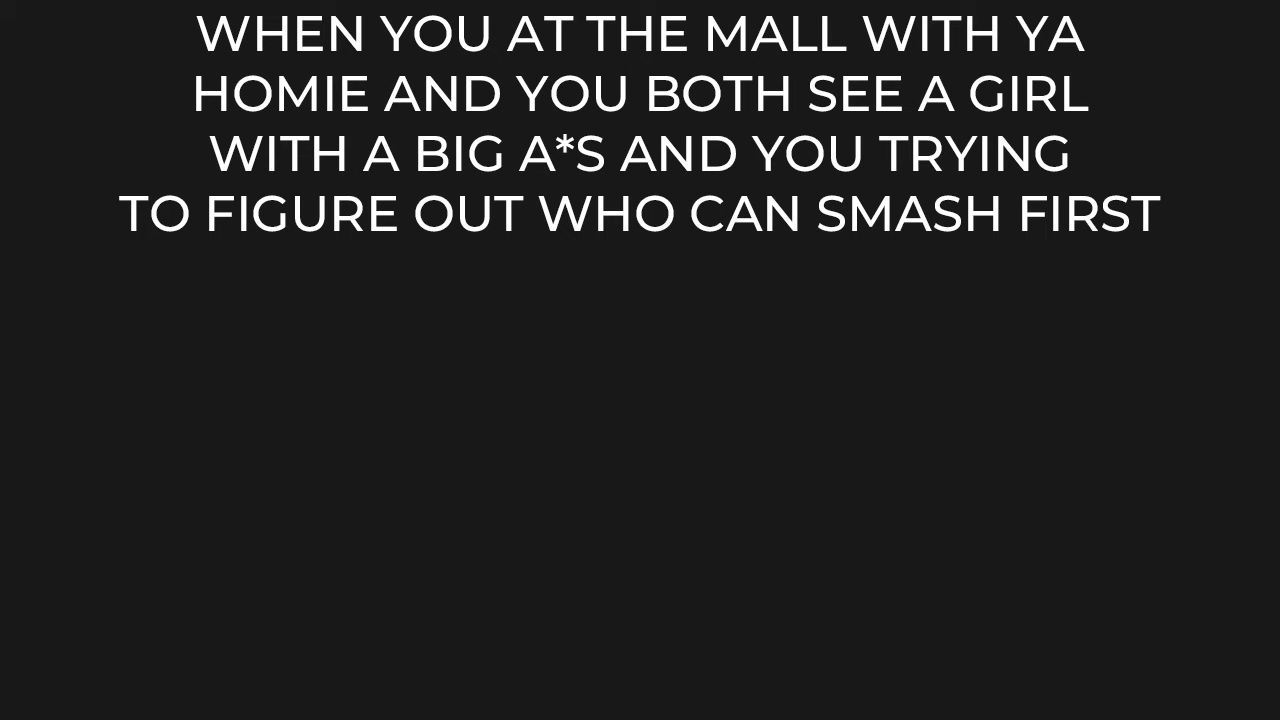 WHEN YOU AT THE MALL WITH YA
HOMIE AND YOU BOTH SEE A GIRL
WITH A BIG A*S AND YOU TRYING
TO FIGURE OUT WHO CAN SMASH FIRST